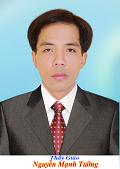 Thầy Giáo
Nguyễn Mạnh Tường